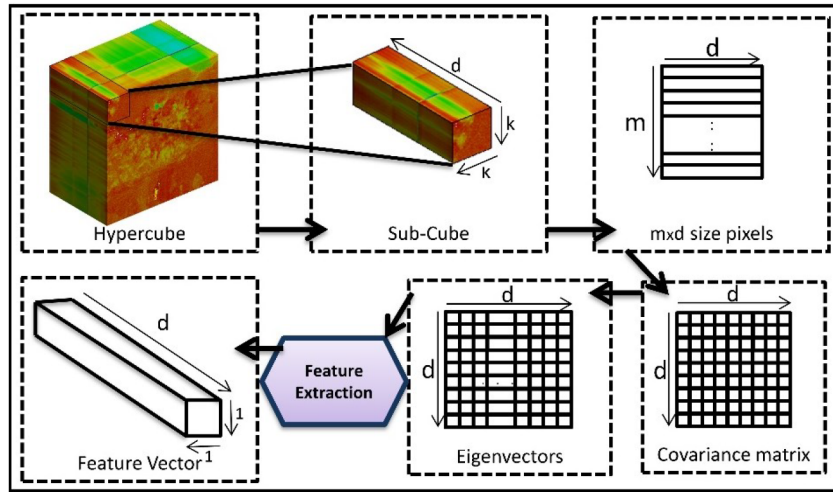 d
k
k
Hypercube
Sub-Cube
d
m
:
:
mxd size pixels
d
1
1
Feature Vector
Feature
Extraction
d
d
. . .
Eigenvectors
d
d
Covariance matrix